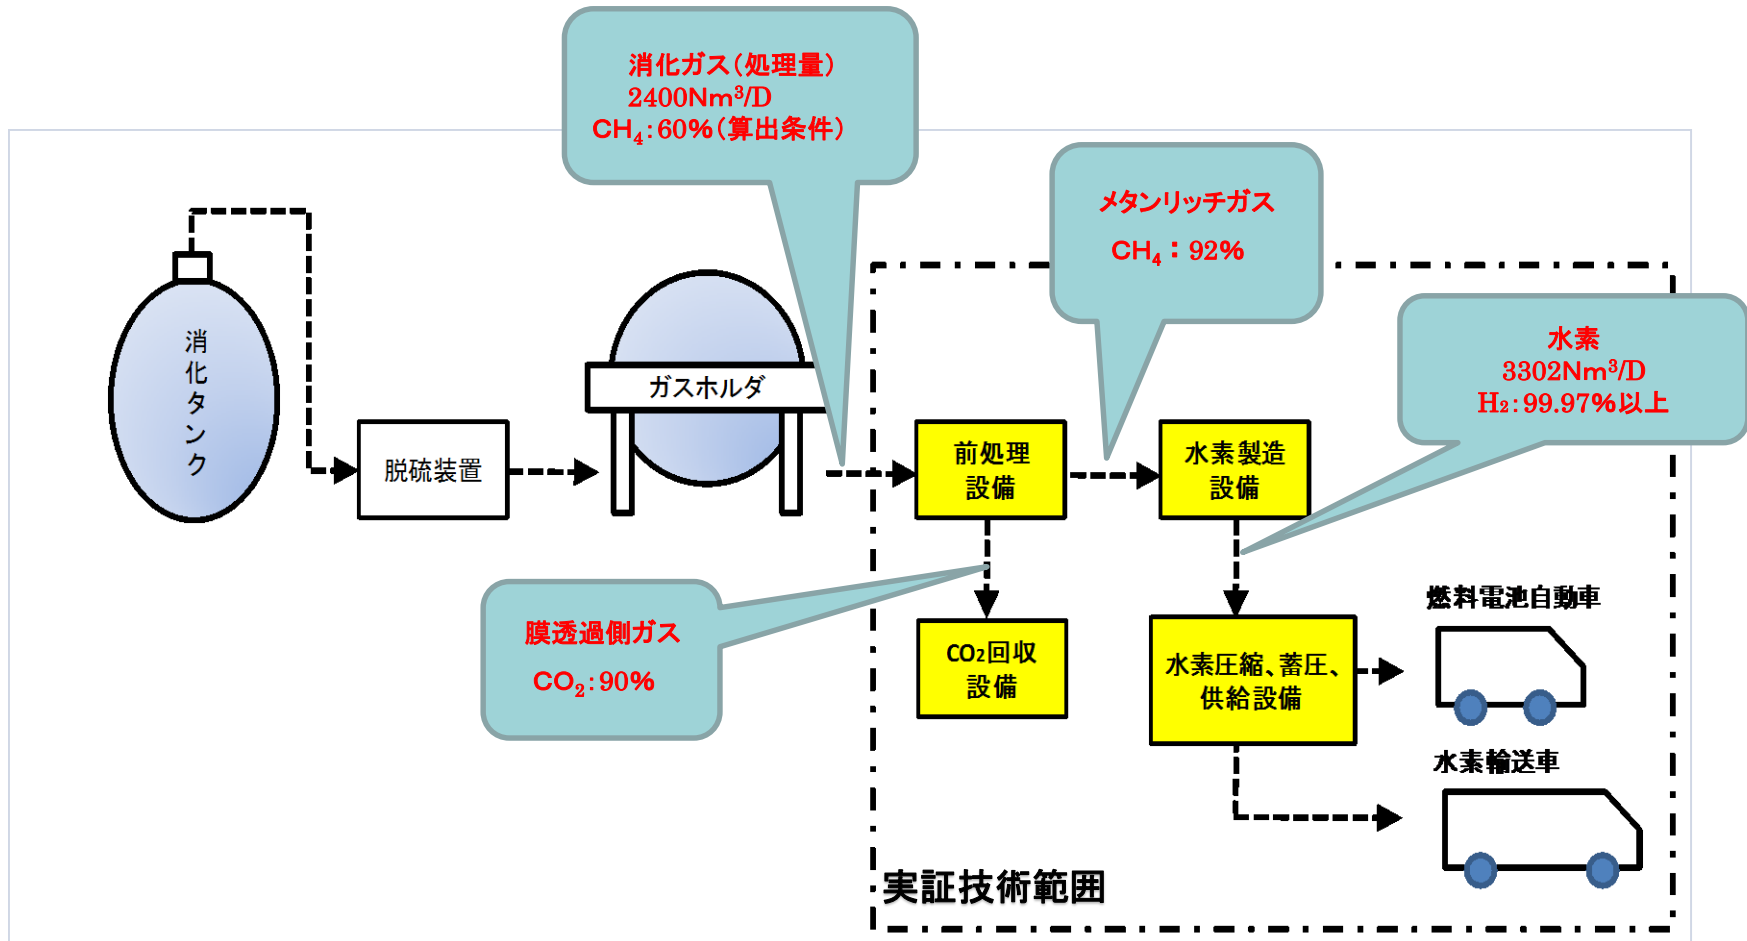 消化ガス（処理量）
2400Nm³/D
CH₄：60%（算出条件）
メタンリッチガス
CH₄：92%
水素
3302Nm³/D
H₂：99.97%以上
消化タンク
ガスホルダ
脱硫装置
前処理
設備
水素製造
設備
膜透過側ガス
CO₂：90%
CO₂回収
設備
水素圧縮、蓄圧、
供給設備
燃料電池自動車
水素輸送車
実証技術範囲